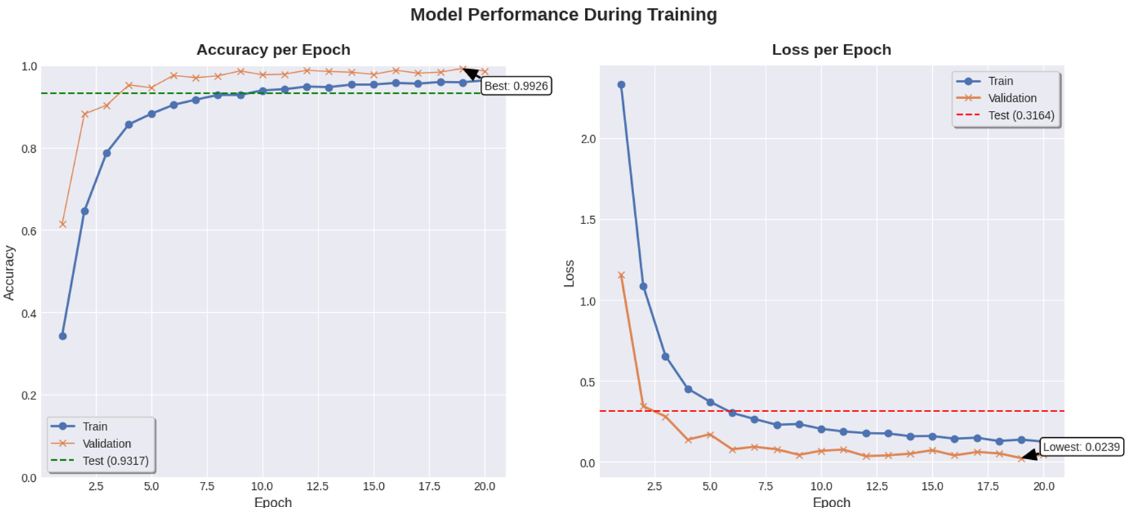 Model Performance During Training
Accuracy per Epoch
1.0
0.8
0.6
0.4
0.2
0.0
Accuracy
2.5 5.0 7.5 10.0 12.5 15.0 17.5 20.0
Epoch
Best: 0.9926
Train
Validation
Test (0.9317)
Loss per Epoch
2.0
1.5
1.0
0.5
0.0
Loss
2.5 5.0 7.5 10.0 12.5 15.0 17.5 20.0
Epoch
Train
Validation
Test (0.3164)
Lowest: 0.0239